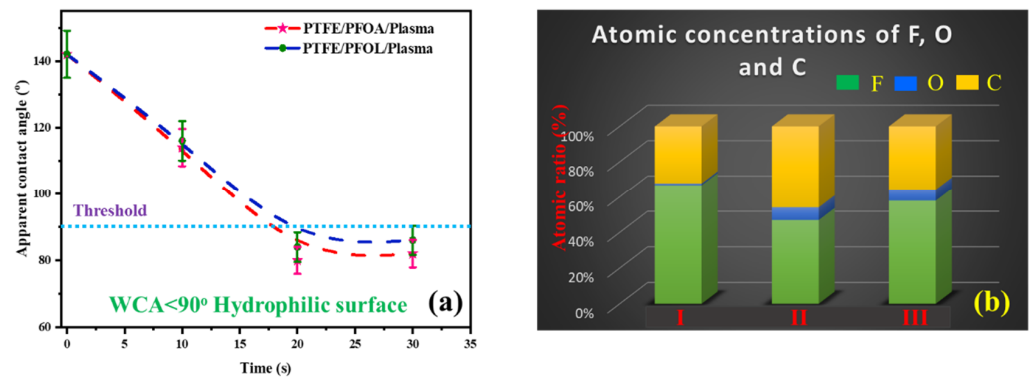 PTFE/PFOA/Plasma
PTFE/PFOL/Plasma
140
120
100
80
60
Apparent contact angle (°)
Threshold
WCA<90° Hydrophilic surface
(a)
0
5
10
15
20
25
30
35
Time (s)
Atomic concentrations of F, O
and C
F
O
C
Atomic ratio (%)
100%
80%
60%
40%
20%
0%
I
II
III
(b)